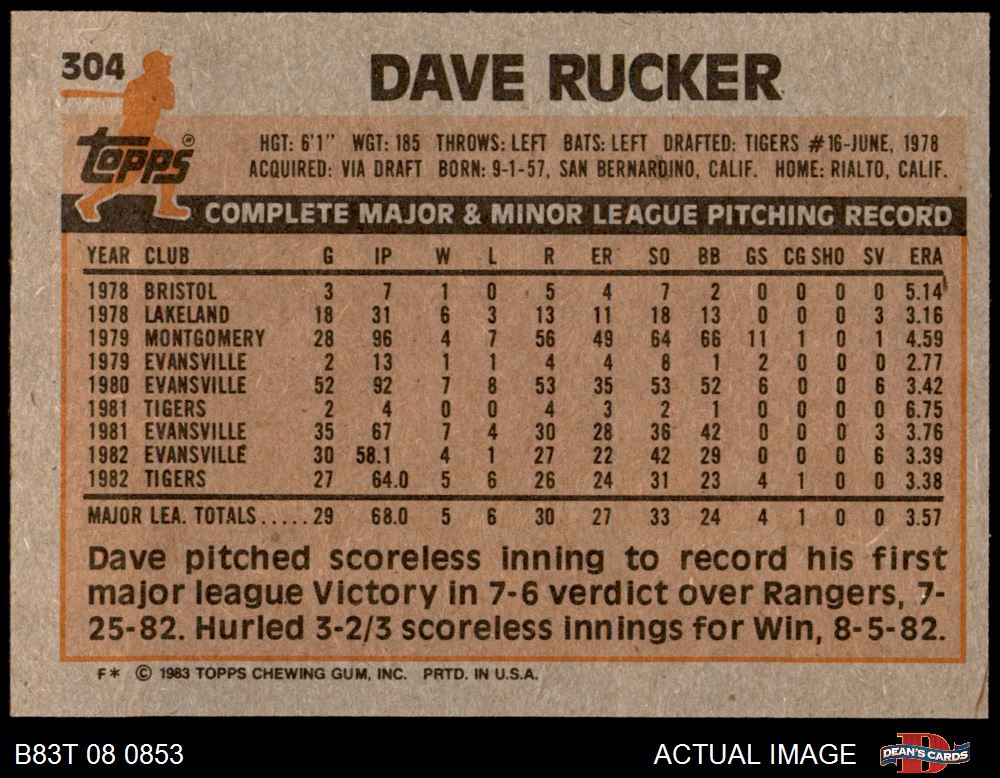 304
DAVE RUCKER
Topps®
HGT: 6'1" WGT: 185 THROWS: LEFT BATS: LEFT DRAFTED: TIGERS #16-JUNE, 1978
ACQUIRED: VIA DRAFT BORN: 9-1-57, SAN BERNARDINO, CALIF. HOME: RIALTO, CALIF.
COMPLETE MAJOR & MINOR LEAGUE PITCHING RECORD
YEAR CLUB G IP W L R ER SO BB GS CG SHO SV ERA
1978 BRISTOL 3 7 1 0 5 4 7 2 0 0 0 0 5.14
1978 LAKELAND 18 31 6 3 13 11 18 13 0 0 0 3 3.16
1979 MONTGOMERY 28 96 4 7 56 49 64 66 11 1 0 1 4.59
1979 EVANSVILLE 2 13 1 1 4 4 8 1 2 0 0 0 2.77
1980 EVANSVILLE 52 92 7 8 53 35 53 52 6 0 0 6 3.42
1981 TIGERS 2 4 0 0 4 3 2 1 0 0 0 0 6.75
1981 EVANSVILLE 35 67 7 4 30 28 36 42 0 0 0 3 3.76
1982 EVANSVILLE 30 58.1 4 1 27 22 42 29 0 0 0 6 3.39
1982 TIGERS 27 64.0 5 6 26 24 31 23 4 1 0 0 3.38
MAJOR LEA. TOTALS.....29 68.0 5 6 30 27 33 24 4 1 0 0 3.57
Dave pitched scoreless inning to record his first
major league Victory in 7-6 verdict over Rangers, 7-
25-82. Hurled 3-2/3 scoreless innings for Win, 8-5-82.
F* © 1983 TOPPS CHEWING GUM, INC. PRTD. IN U.S.A.
B83T 08 0853
ACTUAL IMAGE
DEAN'S CARDS